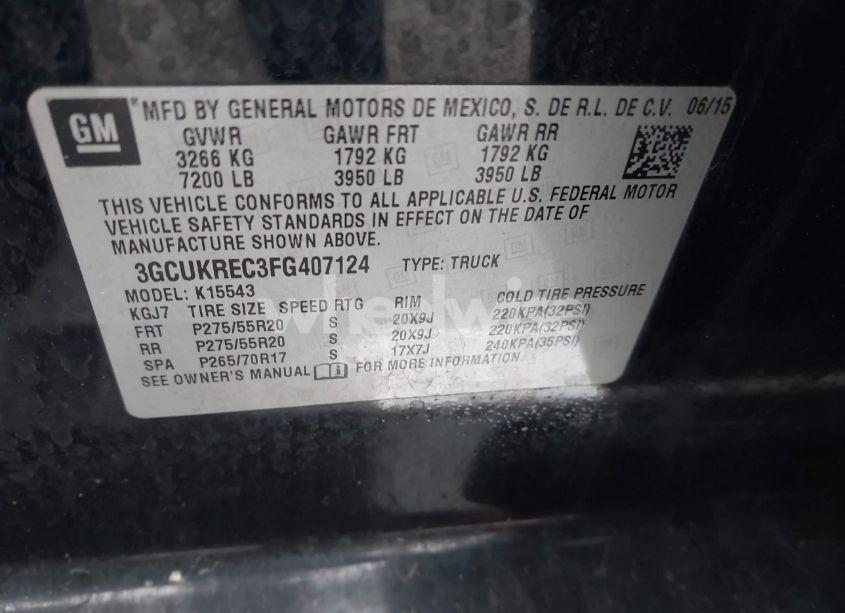 GM
MFD BY GENERAL MOTORS DE MEXICO, S. DE R.L. DE C.V. 06/15
GVWR GAWR FRT GAWR RR
3266 KG 1792 KG 1792 KG
7200 LB 3950 LB 3950 LB
THIS VEHICLE CONFORMS TO ALL APPLICABLE U.S. FEDERAL MOTOR
VEHICLE SAFETY STANDARDS IN EFFECT ON THE DATE OF
MANUFACTURE SHOWN ABOVE.
3GCUKREC3FG407124 TYPE: TRUCK
MODEL: K15543
KGJ7 TIRE SIZE SPEED RTG RIM COLD TIRE PRESSURE
FRT P275/55R20 S 20X9J 220KPA(32PSI)
RR P275/55R20 S 20X9J 220KPA(32PSI)
SPA P265/70R17 S 17X7J 240KPA(35PSI)
SEE OWNER'S MANUAL FOR MORE INFORMATION.